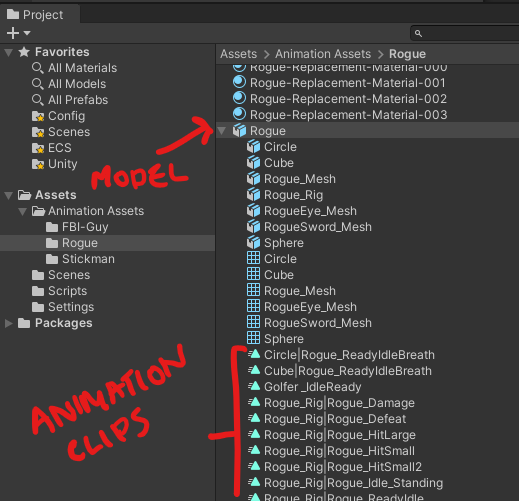 Project
+
Favorites
All Materials
All Models
All Prefabs
Config
Scenes
ECS
Unity
Assets
Animation Assets
FBI-Guy
Rogue
Stickman
Scenes
Scripts
Settings
Packages
Assets > Animation Assets > Rogue
Rogue-Replacement-Material-000
Rogue-Replacement-Material-001
Rogue-Replacement-Material-002
Rogue-Replacement-Material-003
Rogue
Circle
Cube
Rogue_Mesh
Rogue_Rig
RogueEye_Mesh
RogueSword_Mesh
Sphere
Circle
Cube
Rogue_Mesh
RogueEye_Mesh
RogueSword_Mesh
Sphere
Circle|Rogue_ReadyIdleBreath
Cube|Rogue_ReadyIdleBreath
Golfer _IdleReady
Rogue_Rig|Rogue_Damage
Rogue_Rig|Rogue_Defeat
Rogue_Rig|Rogue_HitLarge
Rogue_Rig|Rogue_HitSmall
Rogue_Rig|Rogue_HitSmall2
Rogue_Rig|Rogue_Idle_Standing
Rogue_Rig|Rogue_ReadyIdle
MODEL
ANIMATION
CLIPS